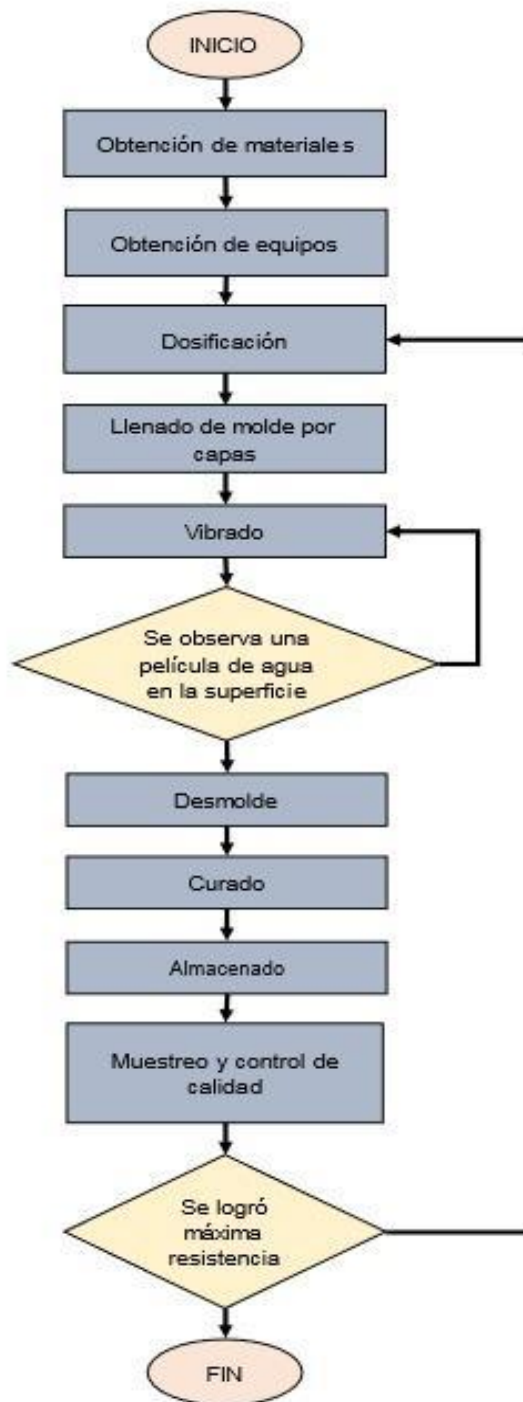 INICIO
Obtención de materiales
Obtención de equipos
Dosificación
Llenado de molde por
capas
Vibrado
Se observa una
película de agua
en la superficie
Desmolde
Curado
Almacenado
Muestreo y control de
calidad
Se logró
máxima
resistencia
FIN